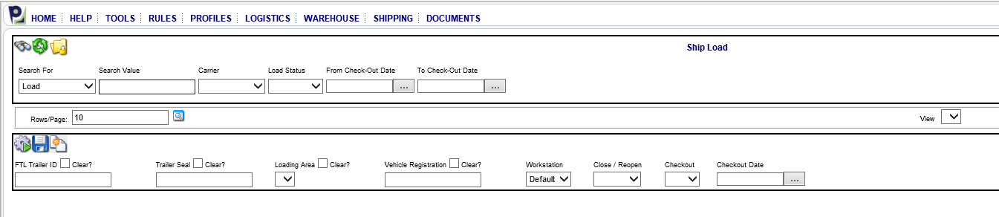 HOME HELP TOOLS RULES PROFILES LOGISTICS WAREHOUSE SHIPPING DOCUMENTS
Ship Load
Search For Search Value Carrier Load Status From Check-Out Date To Check-Out Date
Load ... ...
Rows/Page: 10 View
FTL Trailer ID Clear? Trailer Seal Clear? Loading Area Clear? Vehicle Registration Clear? Workstation Close / Reopen Checkout Checkout Date
Default ...